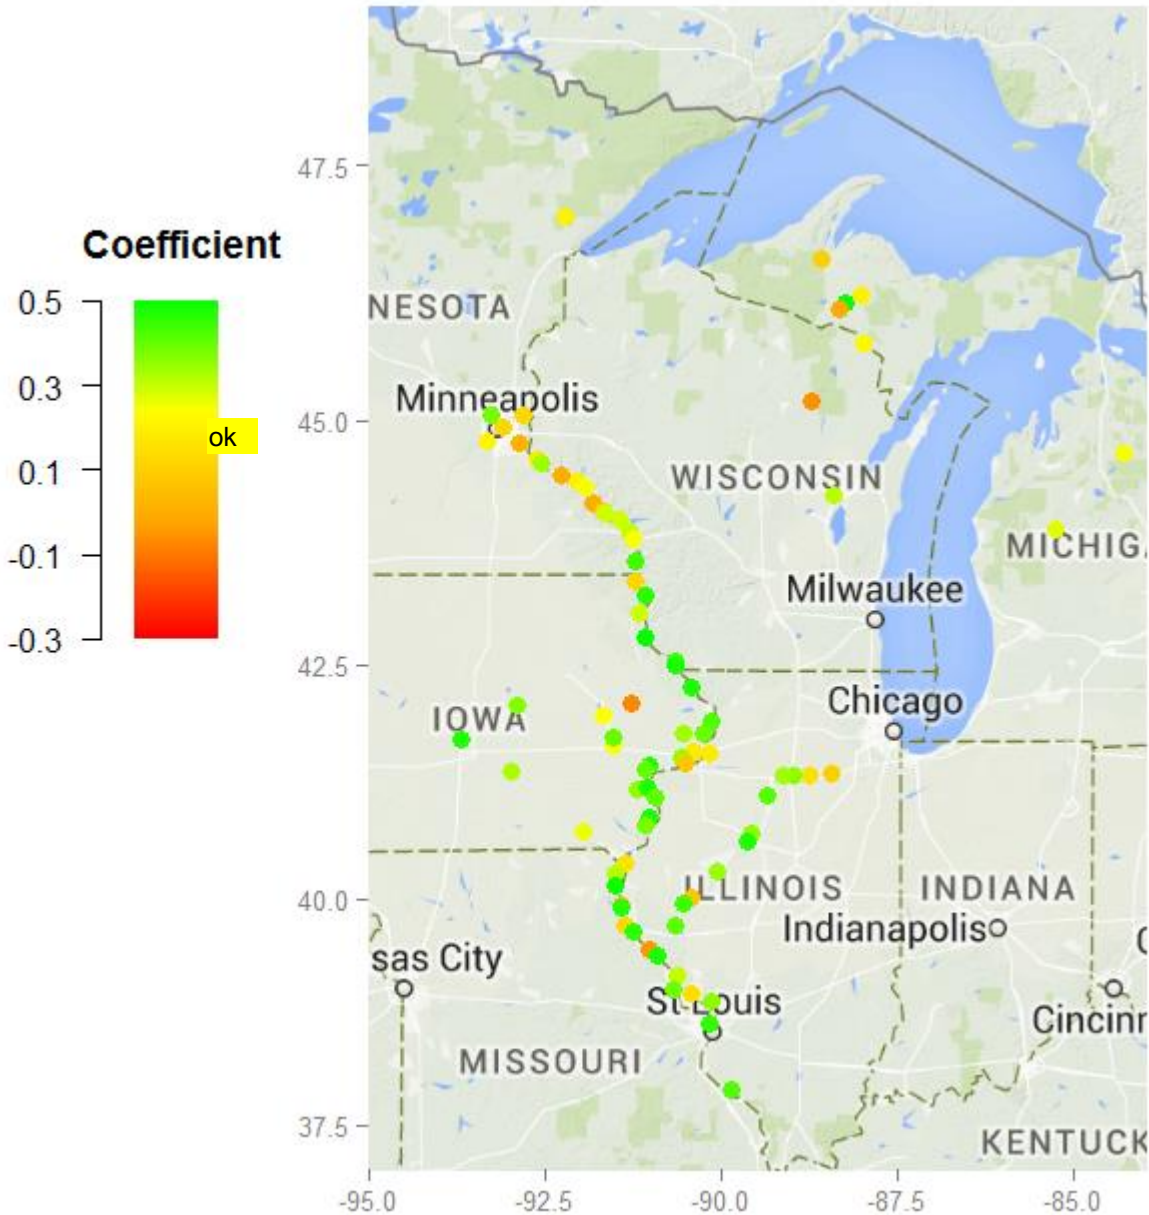 Coefficient
0.5
0.3
0.1
-0.1
-0.3
ok
47.5
45.0
42.5
40.0
37.5
NESOTA
Minneapolis
WISCONSIN
MICHIG
Milwaukee
Chicago
IOWA
ILLINOIS
INDIANA
Indianapolis
sas City
C
St Louis
Cincinn
MISSOURI
KENTUCK
-95.0
-92.5
-90.0
-87.5
-85.0